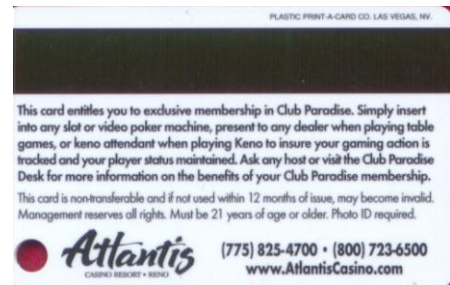 PLASTIC PRINT-A-CARD CO. LAS VEGAS, NV.
This card entitles you to exclusive membership in Club Paradise. Simply insert
into any slot or video poker machine, present to any dealer when playing table
games, or keno attendant when playing Keno to insure your gaming action is
tracked and your player status maintained. Ask any host or visit the Club Paradise
Desk for more information on the benefits of your Club Paradise membership.
This card is non-transferable and if not used within 12 months of issue, may become invalid.
Management reserves all rights. Must be 21 years of age or older. Photo ID required.
Atlantis
CASINO RESORT • RENO
(775) 825-4700 • (800) 723-6500
www.AtlantisCasino.com